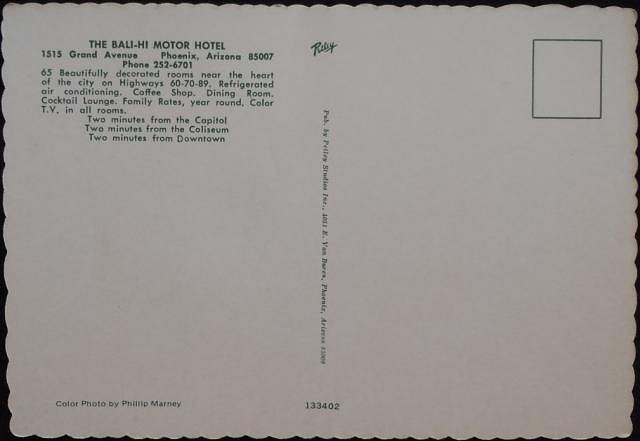 THE BALI-HI MOTOR HOTEL
1515 Grand Avenue Phoenix, Arizona 85007
Phone 252-6701
65 Beautifully decorated rooms near the heart
of the city on Highways 60-70-89. Refrigerated
air conditioning. Coffee Shop. Dining Room.
Cocktail Lounge. Family Rates, year round. Color
T.V. in all rooms.
Two minutes from the Capitol
Two minutes from the Coliseum
Two minutes from Downtown
Petley
Pub. by Petley Studios Inc., 4051 E. Van Buren, Phoenix, Arizona 85008
Color Photo by Phillip Marney
133402